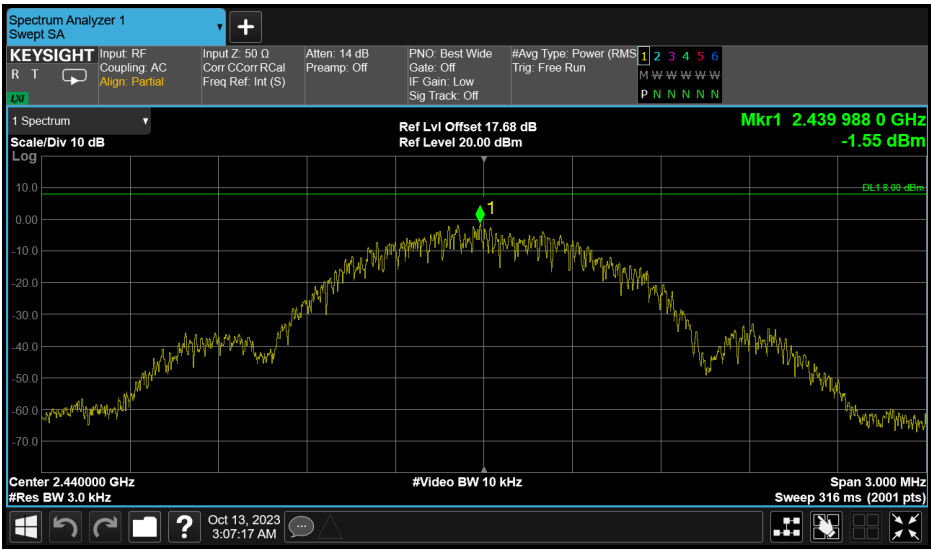 Spectrum Analyzer 1
Swept SA
+
KEYSIGHT
R T
LXI
Input: RF
Coupling: AC
Align: Partial
Input Z: 50 Ω
Corr CCorr RCal
Freq Ref: Int (S)
Atten: 14 dB
Preamp: Off
PNO: Best Wide
Gate: Off
IF Gain: Low
Sig Track: Off
#Avg Type: Power (RMS
Trig: Free Run
1 2 3 4 5 6
M W W W W W
P N N N N N
1 Spectrum
Scale/Div 10 dB
Log
Ref Lvl Offset 17.68 dB
Ref Level 20.00 dBm
Mkr1 2.439 988 0 GHz
-1.55 dBm
10.0
DL1 8.00 dBm
1
0.00
-10.0
-20.0
-30.0
-40.0
-50.0
-60.0
-70.0
Center 2.440000 GHz
#Res BW 3.0 kHz
#Video BW 10 kHz
Span 3.000 MHz
Sweep 316 ms (2001 pts)
?
Oct 13, 2023
3:07:17 AM